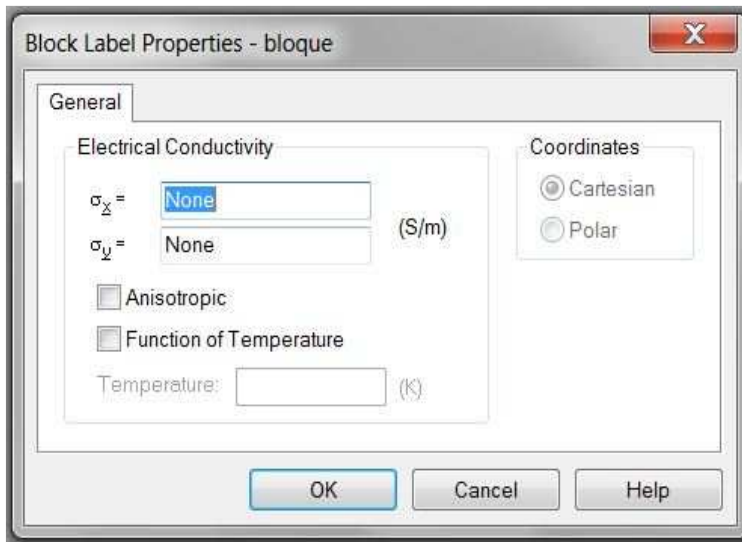 Block Label Properties - bloque
X
General
Electrical Conductivity
σx = None
σy = None
(S/m)
Anisotropic
Function of Temperature
Temperature: (K)
Coordinates
Cartesian
Polar
OK Cancel Help